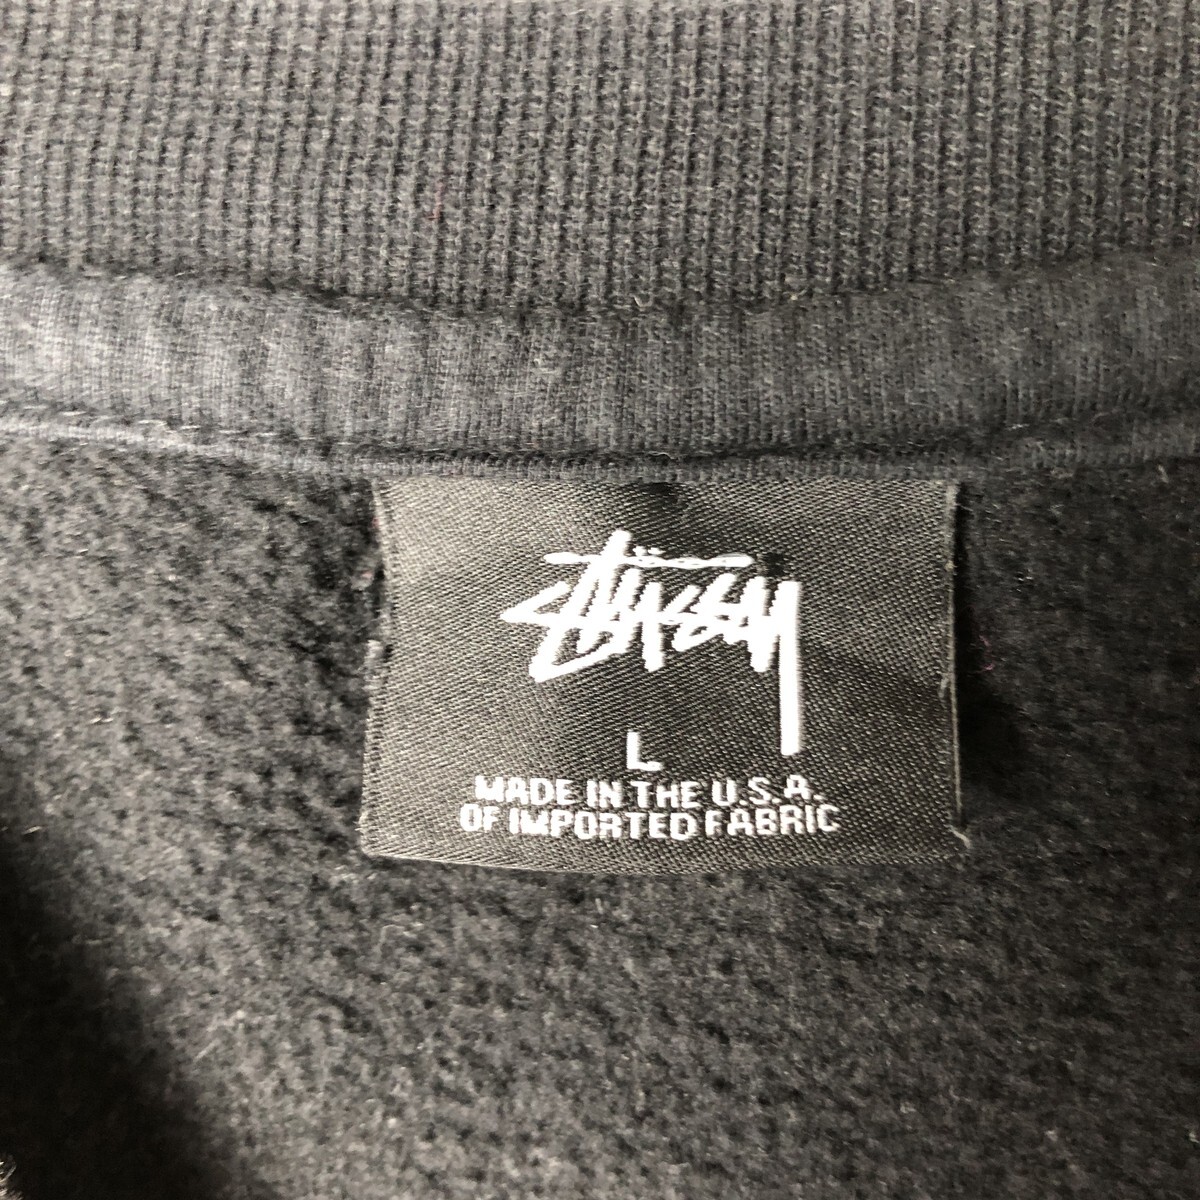 Stüssy
L
MADE IN THE U.S.A.
OF IMPORTED FABRIC